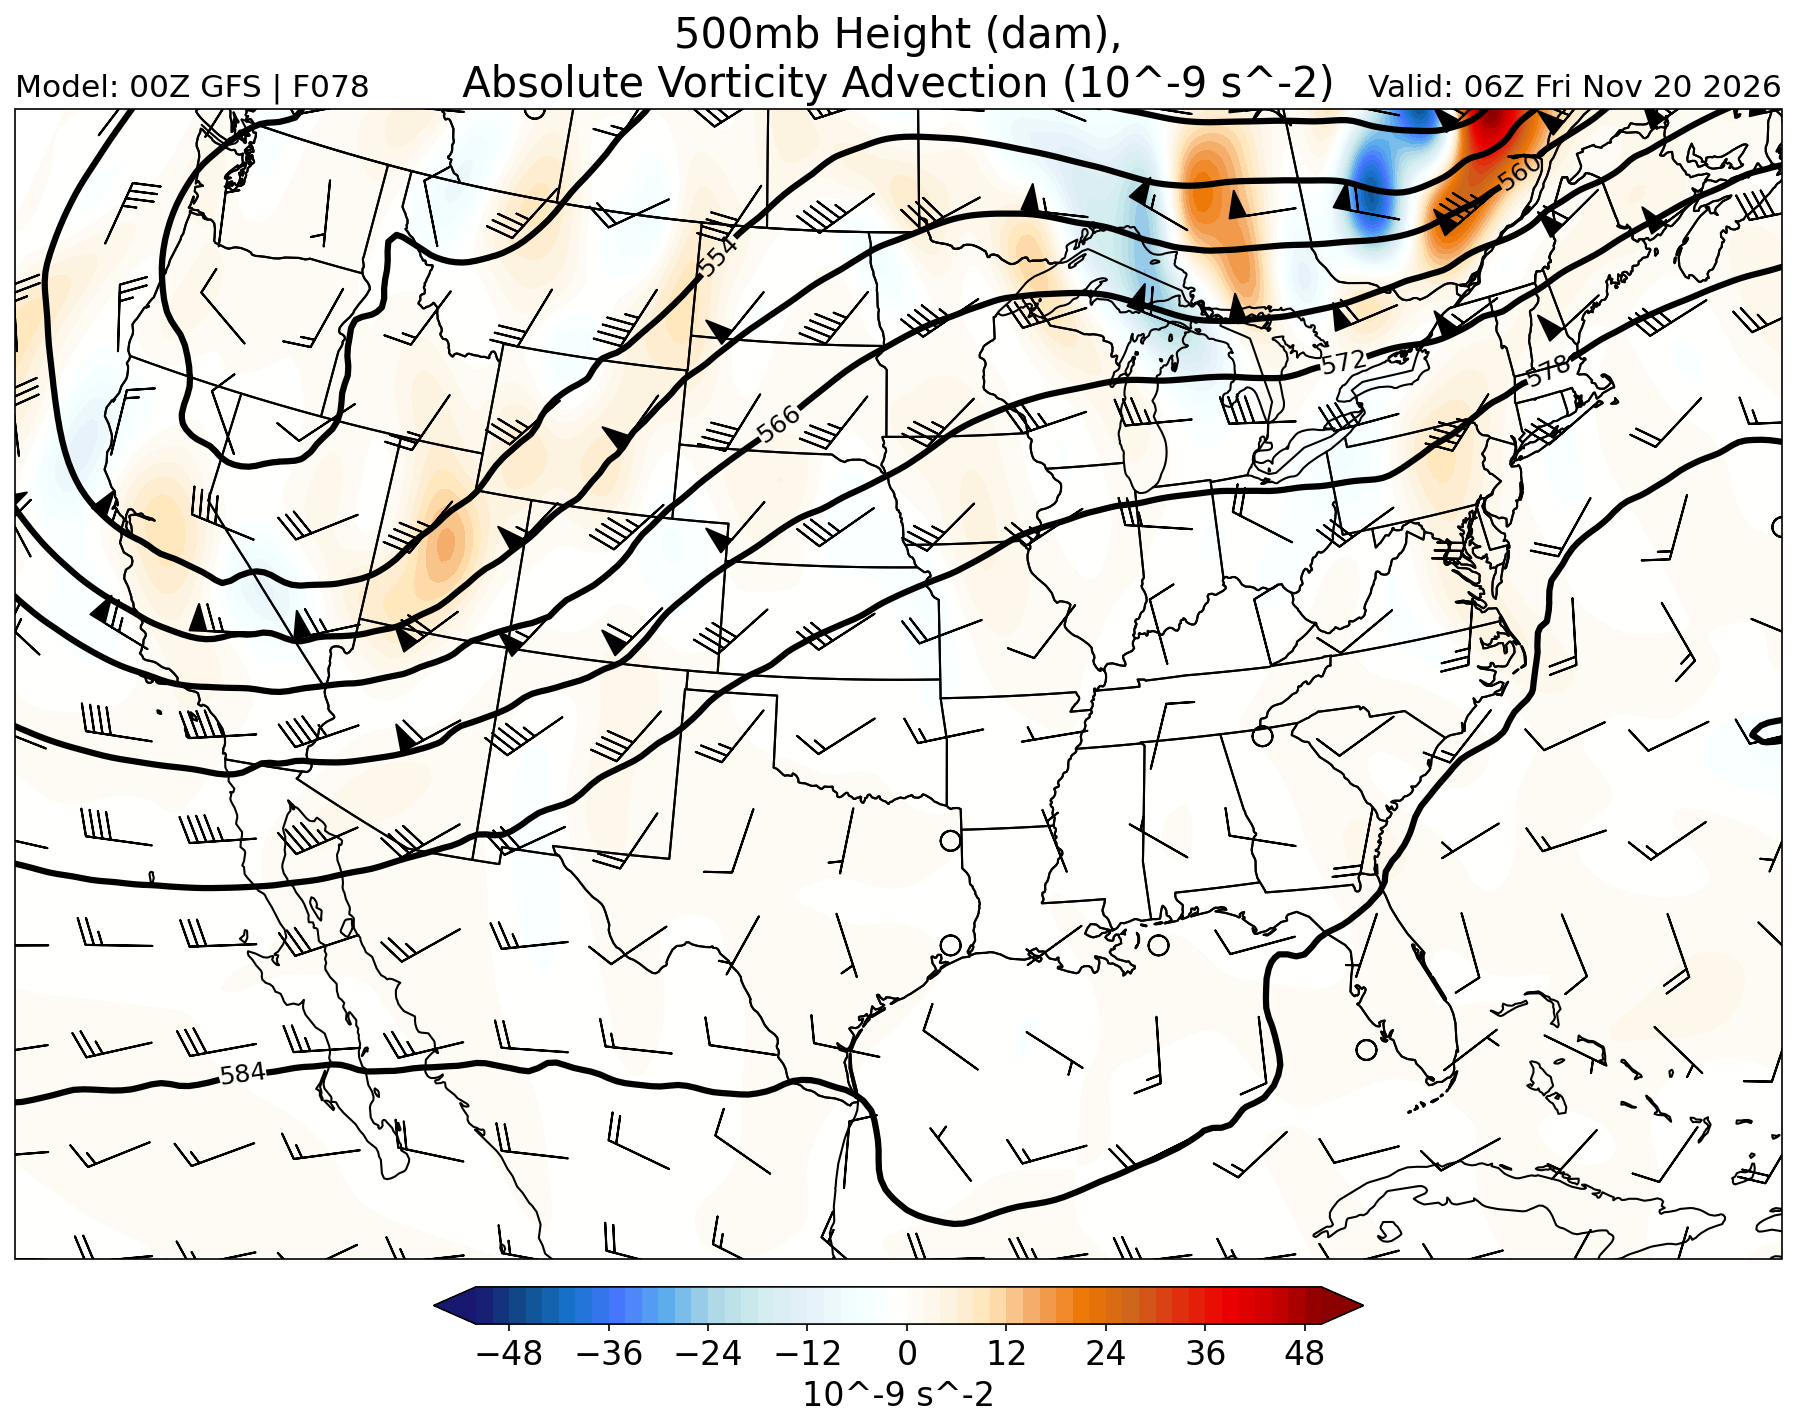 500mb Height (dam),
Model: 00Z GFS | F078
Absolute Vorticity Advection (10^-9 s^-2)
Valid: 06Z Fri Nov 20 2026
560
554
572
578
566
584
−48 −36 −24 −12 0 12 24 36 48
10^-9 s^-2